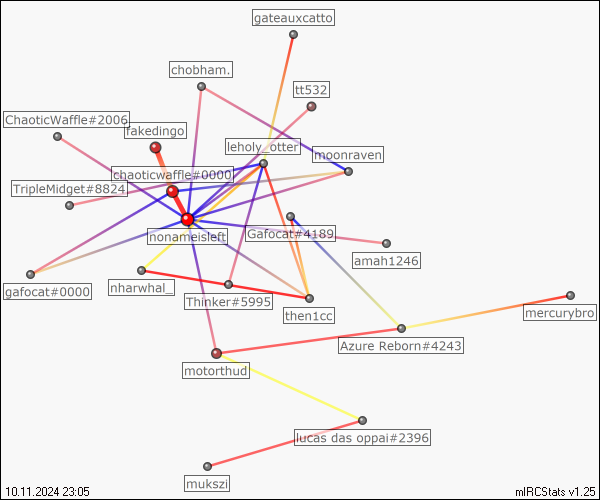 gateauxcatto
chobham.
tt532
ChaoticWaffle#2006
fakedingo
leholy_otter
moonraven
chaoticwaffle#0000
TripleMidget#8824
nonameisleft
Gafocat#4189
amah1246
gafocat#0000
nharwhal_
Thinker#5995
then1cc
mercurybro
Azure Reborn#4243
motorthud
lucas das oppai#2396
mukszi
10.11.2024 23:05
mIRCStats v1.25